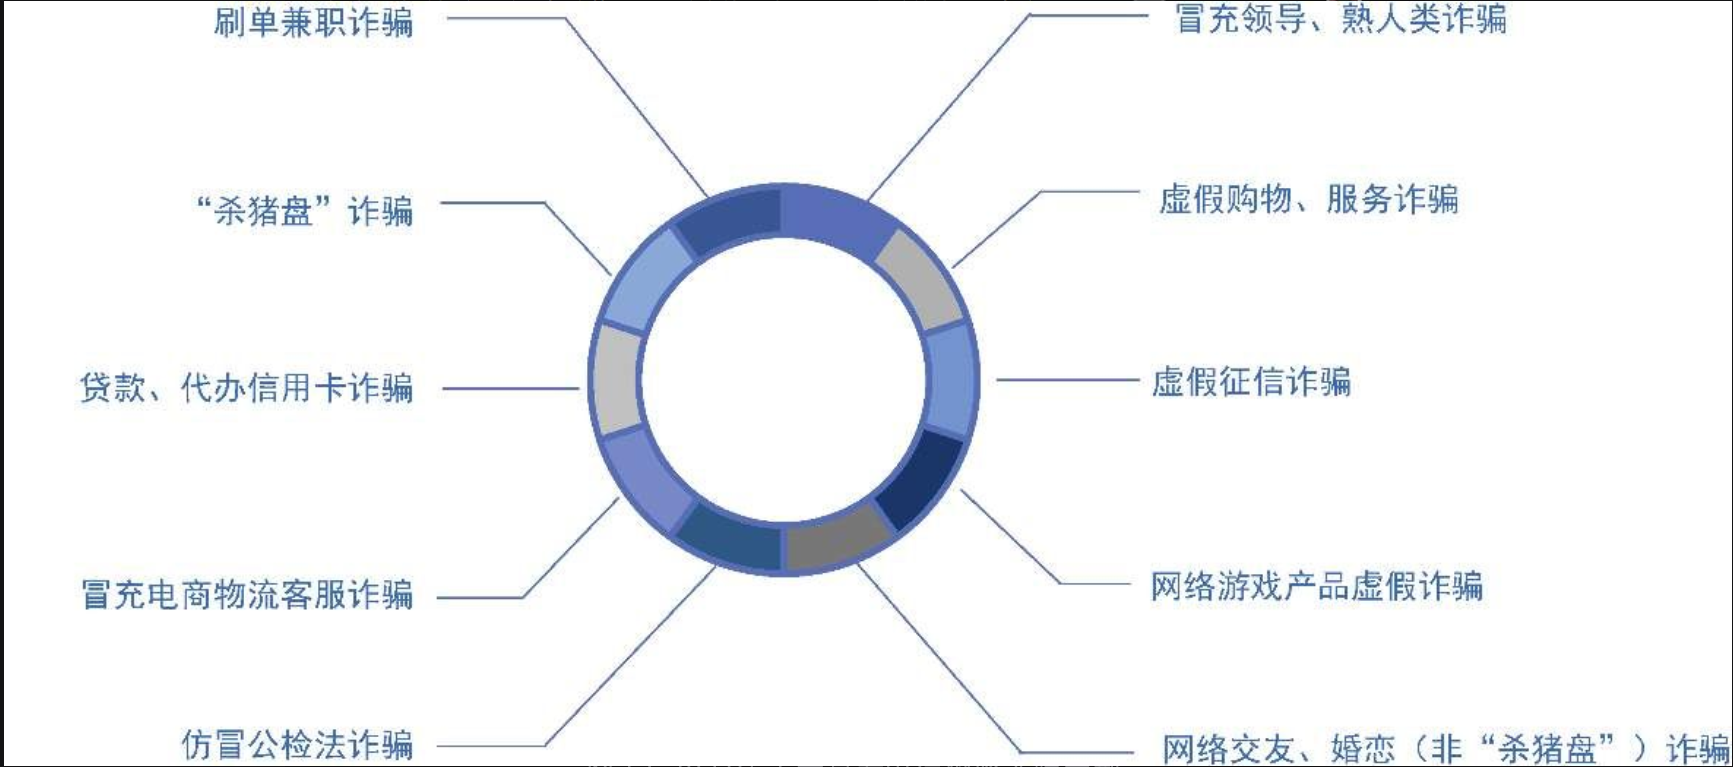 刷单兼职诈骗
冒充领导、熟人类诈骗
“杀猪盘”诈骗
虚假购物、服务诈骗
贷款、代办信用卡诈骗
虚假征信诈骗
冒充电商物流客服诈骗
网络游戏产品虚假诈骗
仿冒公检法诈骗
网络交友、婚恋（非“杀猪盘”）诈骗